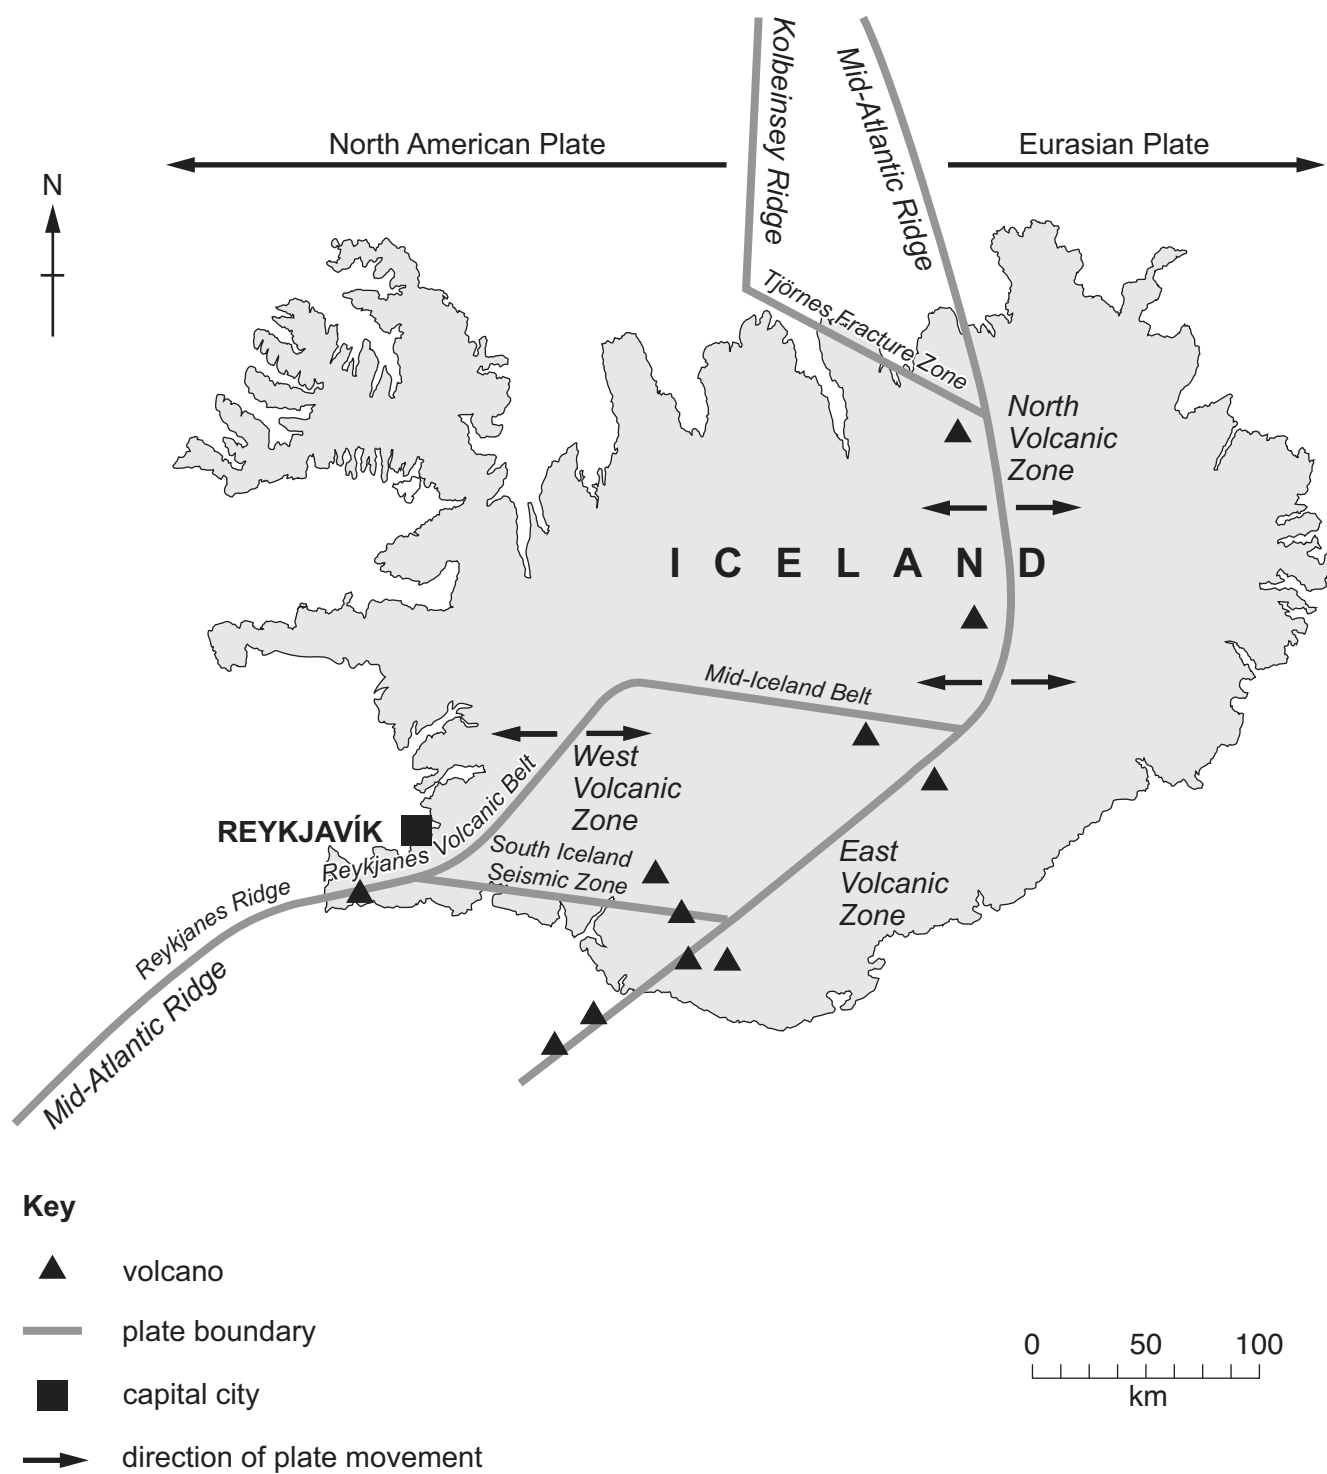 Kolbeinsey Ridge
Mid-Atlantic Ridge
North American Plate
Eurasian Plate
N
Tjörnes Fracture Zone
North
Volcanic
Zone
I C E L A N D
Mid-Iceland Belt
West
Volcanic
Zone
REYKJAVÍK
Reykjanes Volcanic Belt
South Iceland
Seismic Zone
East
Volcanic
Zone
Reykjanes Ridge
Mid-Atlantic Ridge
Key
volcano
plate boundary
capital city
direction of plate movement
0 50 100
km